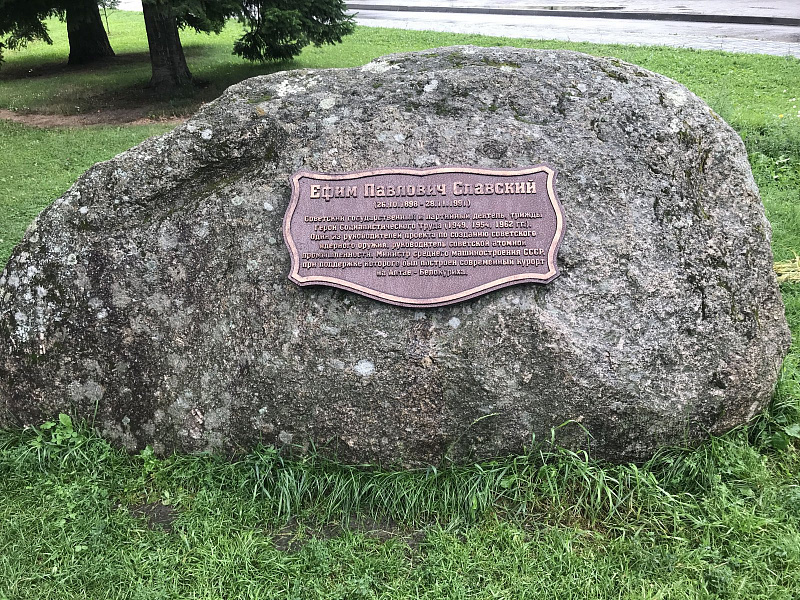 Ефим Павлович Славский
(26.10.1898 - 28.11.1991)
Советский государственный и партийный деятель, трижды
Герой Социалистического Труда (1949, 1954, 1962 гг.).
Один из руководителей проекта по созданию советского
ядерного оружия, руководитель советской атомной
промышленности, Министр среднего машиностроения СССР,
при поддержке которого был выстроен современный курорт
на Алтае - Белокуриха.